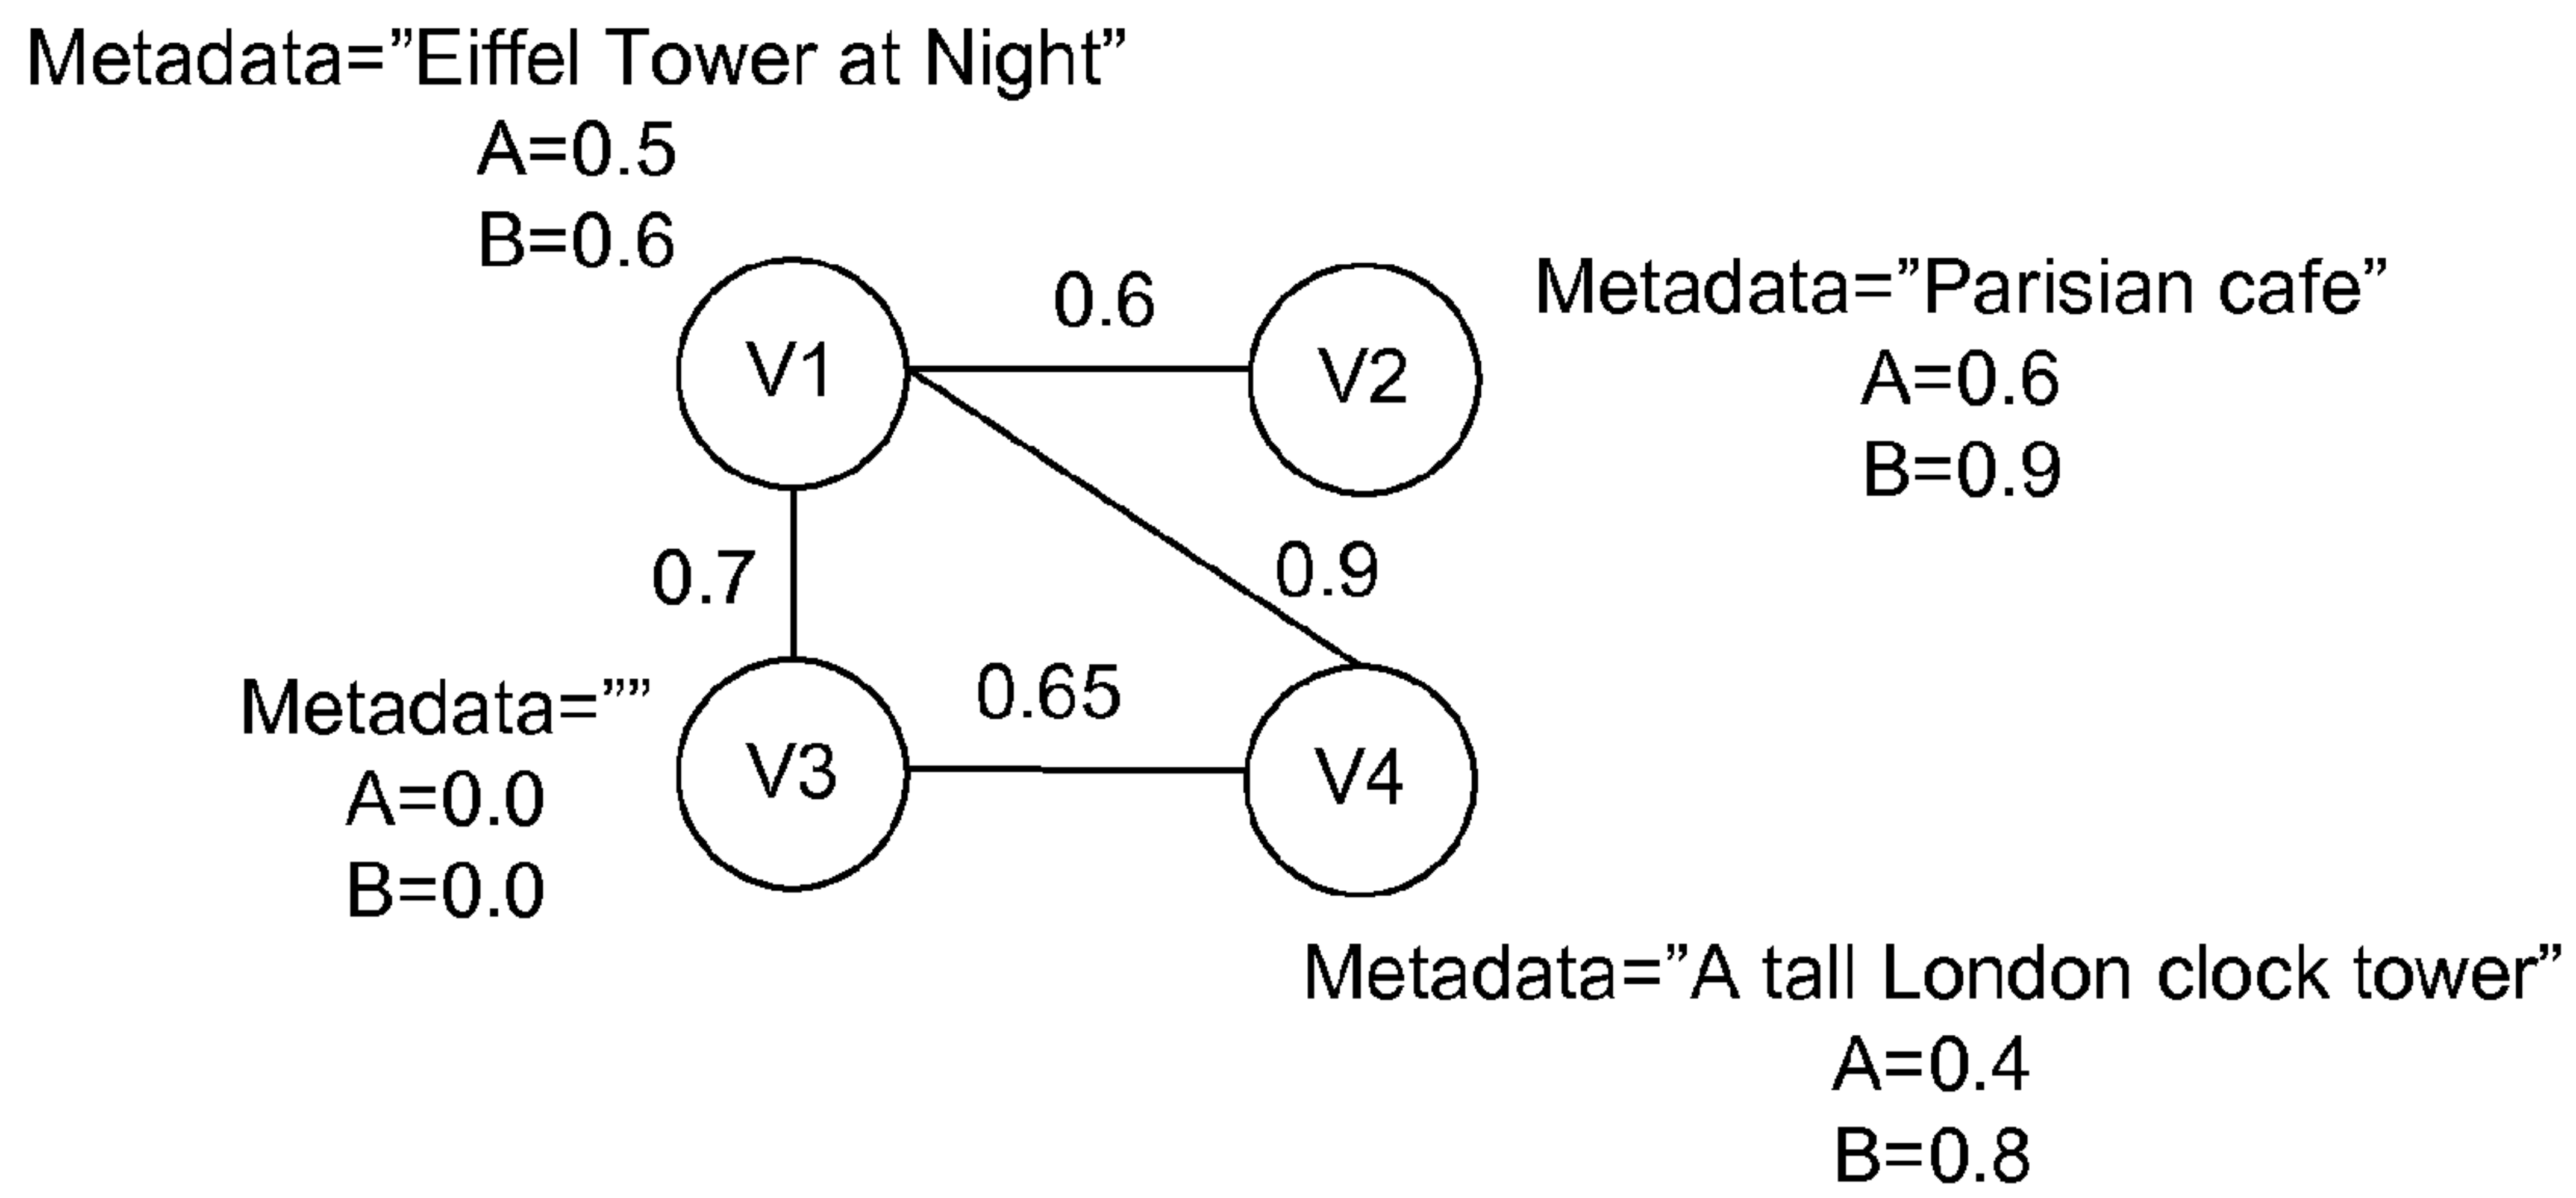 Metadata=”Eiffel Tower at Night”
A=0.5
B=0.6
V1
0.6
V2
Metadata=”Parisian cafe”
A=0.6
B=0.9
0.7
0.9
Metadata=””
A=0.0
B=0.0
V3
0.65
V4
Metadata=”A tall London clock tower”
A=0.4
B=0.8